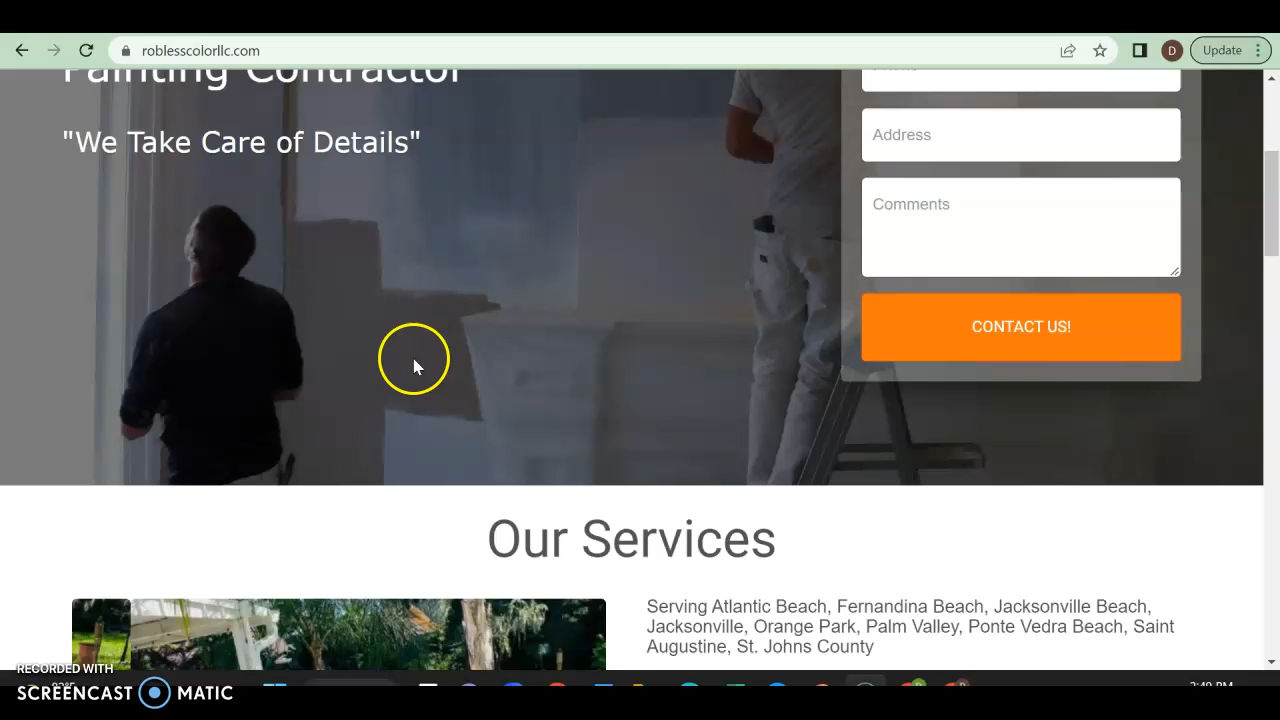 roblesscolorllc.com
Update
Painting Contractor
"We Take Care of Details"
Address
Comments
CONTACT US!
Our Services
Serving Atlantic Beach, Fernandina Beach, Jacksonville Beach,
Jacksonville, Orange Park, Palm Valley, Ponte Vedra Beach, Saint
Augustine, St. Johns County
RECORDED WITH
SCREENCAST MATIC